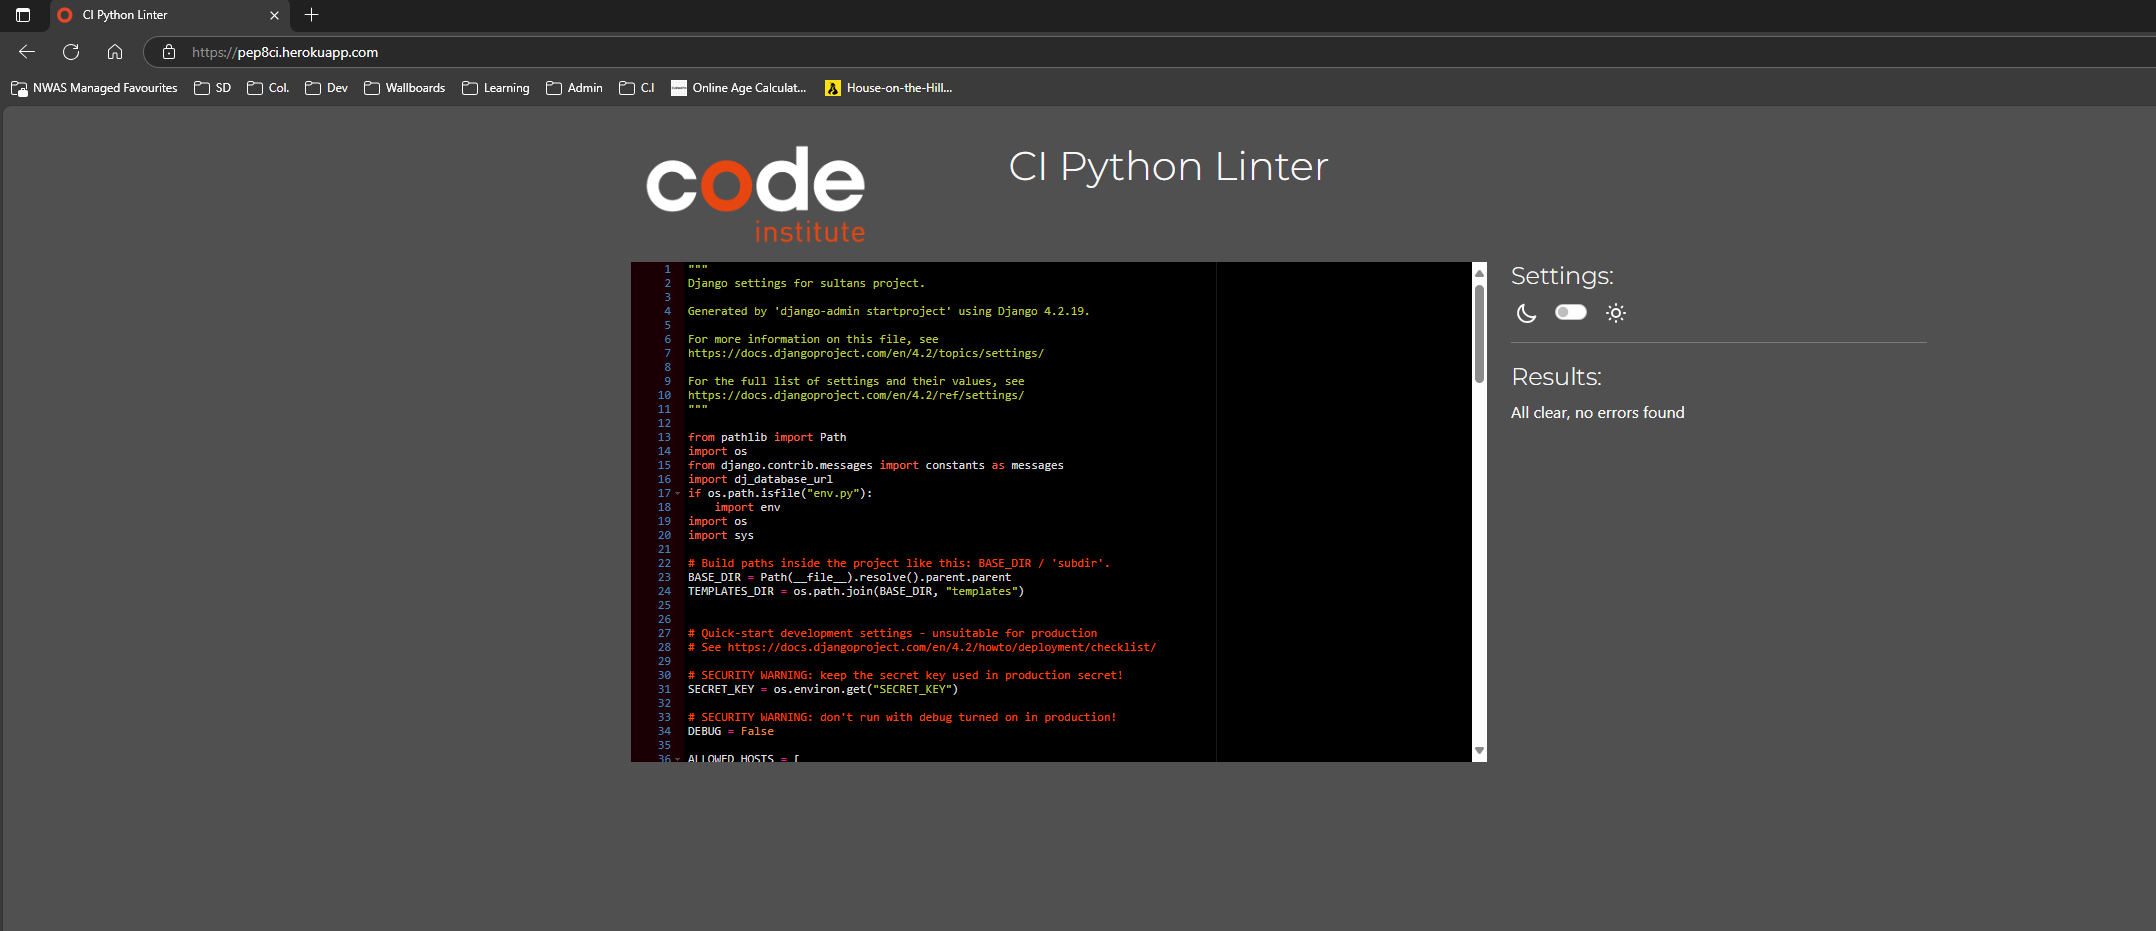 CI Python Linter
https://pep8ci.herokuapp.com
NWAS Managed Favourites SD Col. Dev Wallboards Learning Admin C.I Online Age Calculat... House-on-the-Hill...
code
institute
CI Python Linter
1 """
2 Django settings for sultans project.
3
4 Generated by 'django-admin startproject' using Django 4.2.19.
5
6 For more information on this file, see
7 https://docs.djangoproject.com/en/4.2/topics/settings/
8
9 For the full list of settings and their values, see
10 https://docs.djangoproject.com/en/4.2/ref/settings/
11 """
12
13 from pathlib import Path
14 import os
15 from django.contrib.messages import constants as messages
16 import dj_database_url
17 if os.path.isfile("env.py"):
18     import env
19 import os
20 import sys
21
22 # Build paths inside the project like this: BASE_DIR / 'subdir'.
23 BASE_DIR = Path(__file__).resolve().parent.parent
24 TEMPLATES_DIR = os.path.join(BASE_DIR, "templates")
25
26
27 # Quick-start development settings - unsuitable for production
28 # See https://docs.djangoproject.com/en/4.2/howto/deployment/checklist/
29
30 # SECURITY WARNING: keep the secret key used in production secret!
31 SECRET_KEY = os.environ.get("SECRET_KEY")
32
33 # SECURITY WARNING: don't run with debug turned on in production!
34 DEBUG = False
35
36 ALLOWED_HOSTS = [
Settings:
Results:
All clear, no errors found